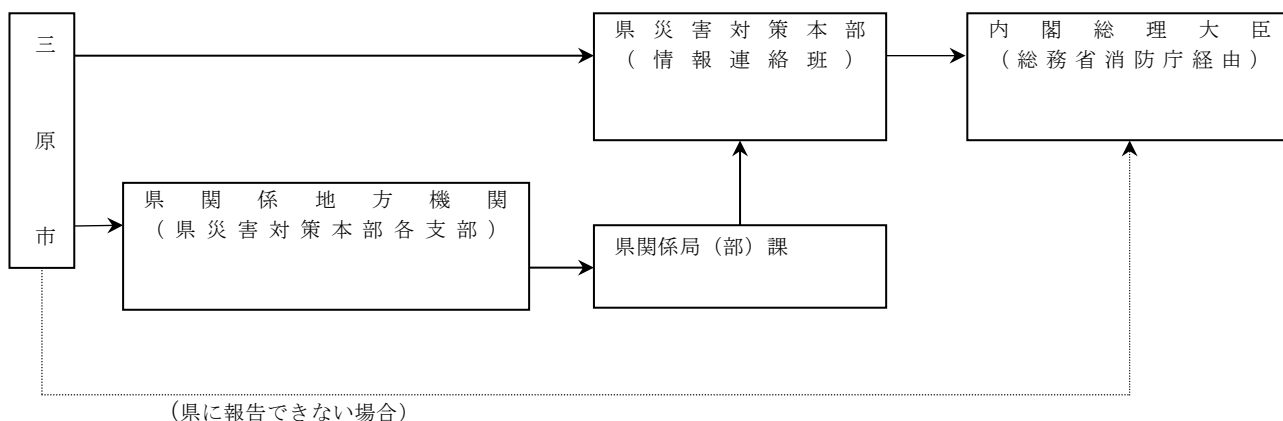 三原市
県災害対策本部
（情報連絡班）
内閣総理大臣
（総務省消防庁経由）
県関係地方機関
（県災害対策本部各支部）
県関係局（部）課
（県に報告できない場合）